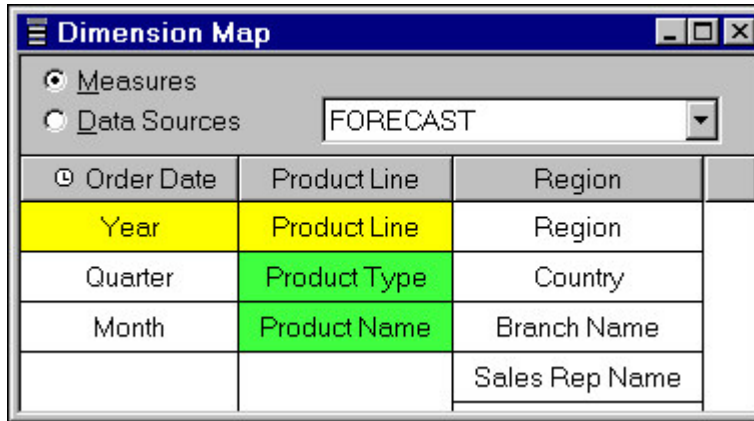 Dimension Map
Measures
Data Sources FORECAST
Order Date Product Line Region
Year Product Line Region
Quarter Product Type Country
Month Product Name Branch Name
Sales Rep Name